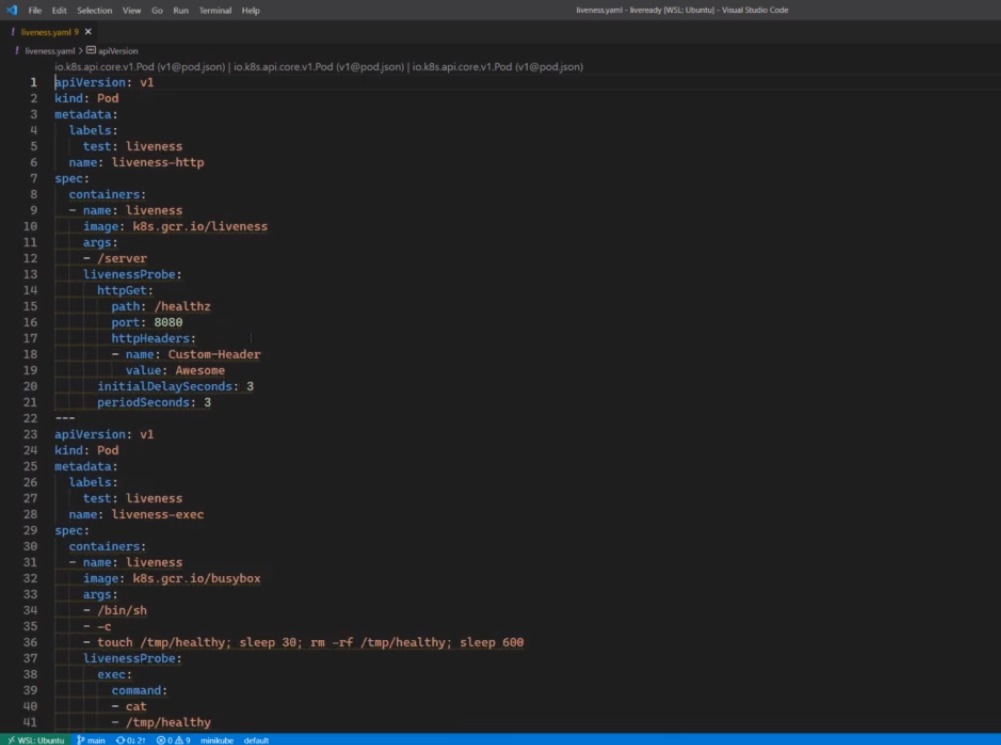 File Edit Selection View Go Run Terminal Help liveness.yaml - liveready [WSL: Ubuntu] - Visual Studio Code
! liveness.yaml 9 ×
! liveness.yaml > apiVersion
io.k8s.api.core.v1.Pod (v1@pod.json) | io.k8s.api.core.v1.Pod (v1@pod.json) | io.k8s.api.core.v1.Pod (v1@pod.json)
1 apiVersion: v1
2 kind: Pod
3 metadata:
4   labels:
5     test: liveness
6   name: liveness-http
7 spec:
8   containers:
9   - name: liveness
10     image: k8s.gcr.io/liveness
11     args:
12     - /server
13     livenessProbe:
14       httpGet:
15         path: /healthz
16         port: 8080
17         httpHeaders:
18         - name: Custom-Header
19           value: Awesome
20       initialDelaySeconds: 3
21       periodSeconds: 3
22 ---
23 apiVersion: v1
24 kind: Pod
25 metadata:
26   labels:
27     test: liveness
28   name: liveness-exec
29 spec:
30   containers:
31   - name: liveness
32     image: k8s.gcr.io/busybox
33     args:
34     - /bin/sh
35     - -c
36     - touch /tmp/healthy; sleep 30; rm -rf /tmp/healthy; sleep 600
37     livenessProbe:
38       exec:
39         command:
40         - cat
41         - /tmp/healthy
WSL: Ubuntu main 0↓ 2↑ 0 9 minikube default